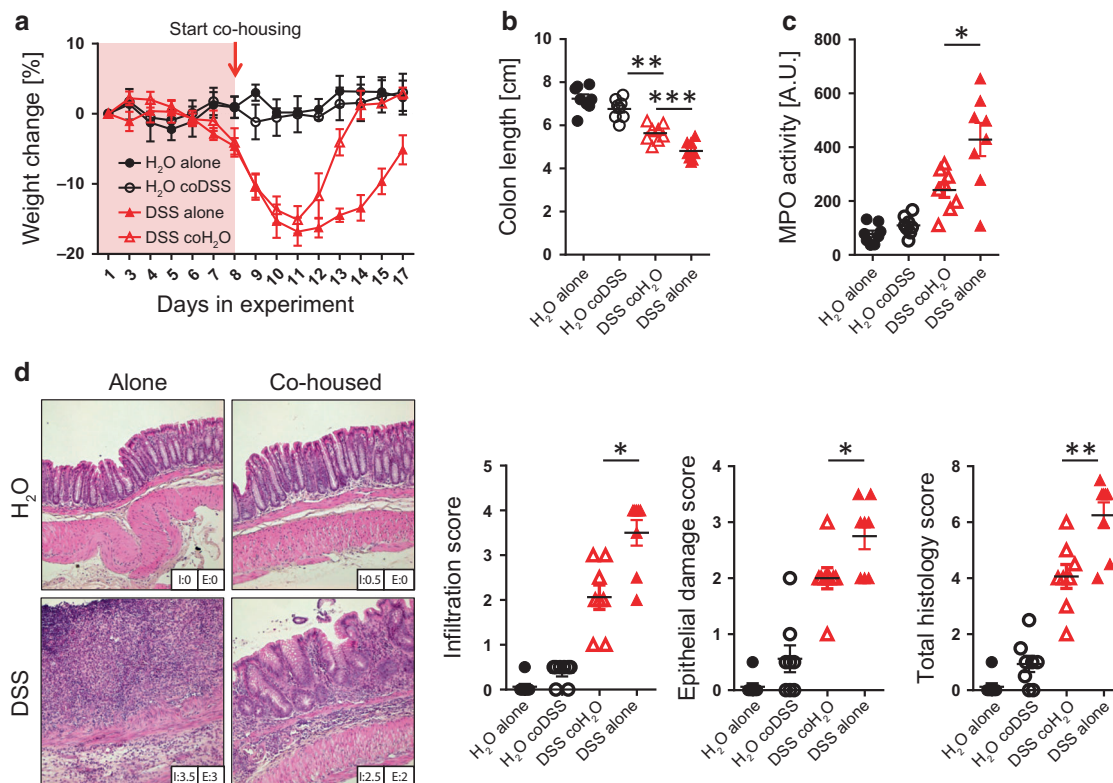 a
Start co-housing
Weight change [%]
10
0
–10
–20
H2O alone
H2O coDSS
DSS alone
DSS coH2O
1 3 4 5 6 7 8 9 10 11 12 13 14 15 17
Days in experiment
b
Colon length [cm]
10
8
6
4
2
0
** 
***
H2O alone
H2O coDSS
DSS coH2O
DSS alone
c
MPO activity [A.U.]
800
600
400
200
0
*
H2O alone
H2O coDSS
DSS coH2O
DSS alone
d
Alone
Co-housed
H2O
DSS
I:0 E:0
I:0.5 E:0
I:3.5 E:3
I:2.5 E:2
Infiltration score
5
4
3
2
1
0
*
H2O alone
H2O coDSS
DSS coH2O
DSS alone
Epithelial damage score
4
3
2
1
0
*
H2O alone
H2O coDSS
DSS coH2O
DSS alone
Total histology score
8
6
4
2
0
**
H2O alone
H2O coDSS
DSS coH2O
DSS alone